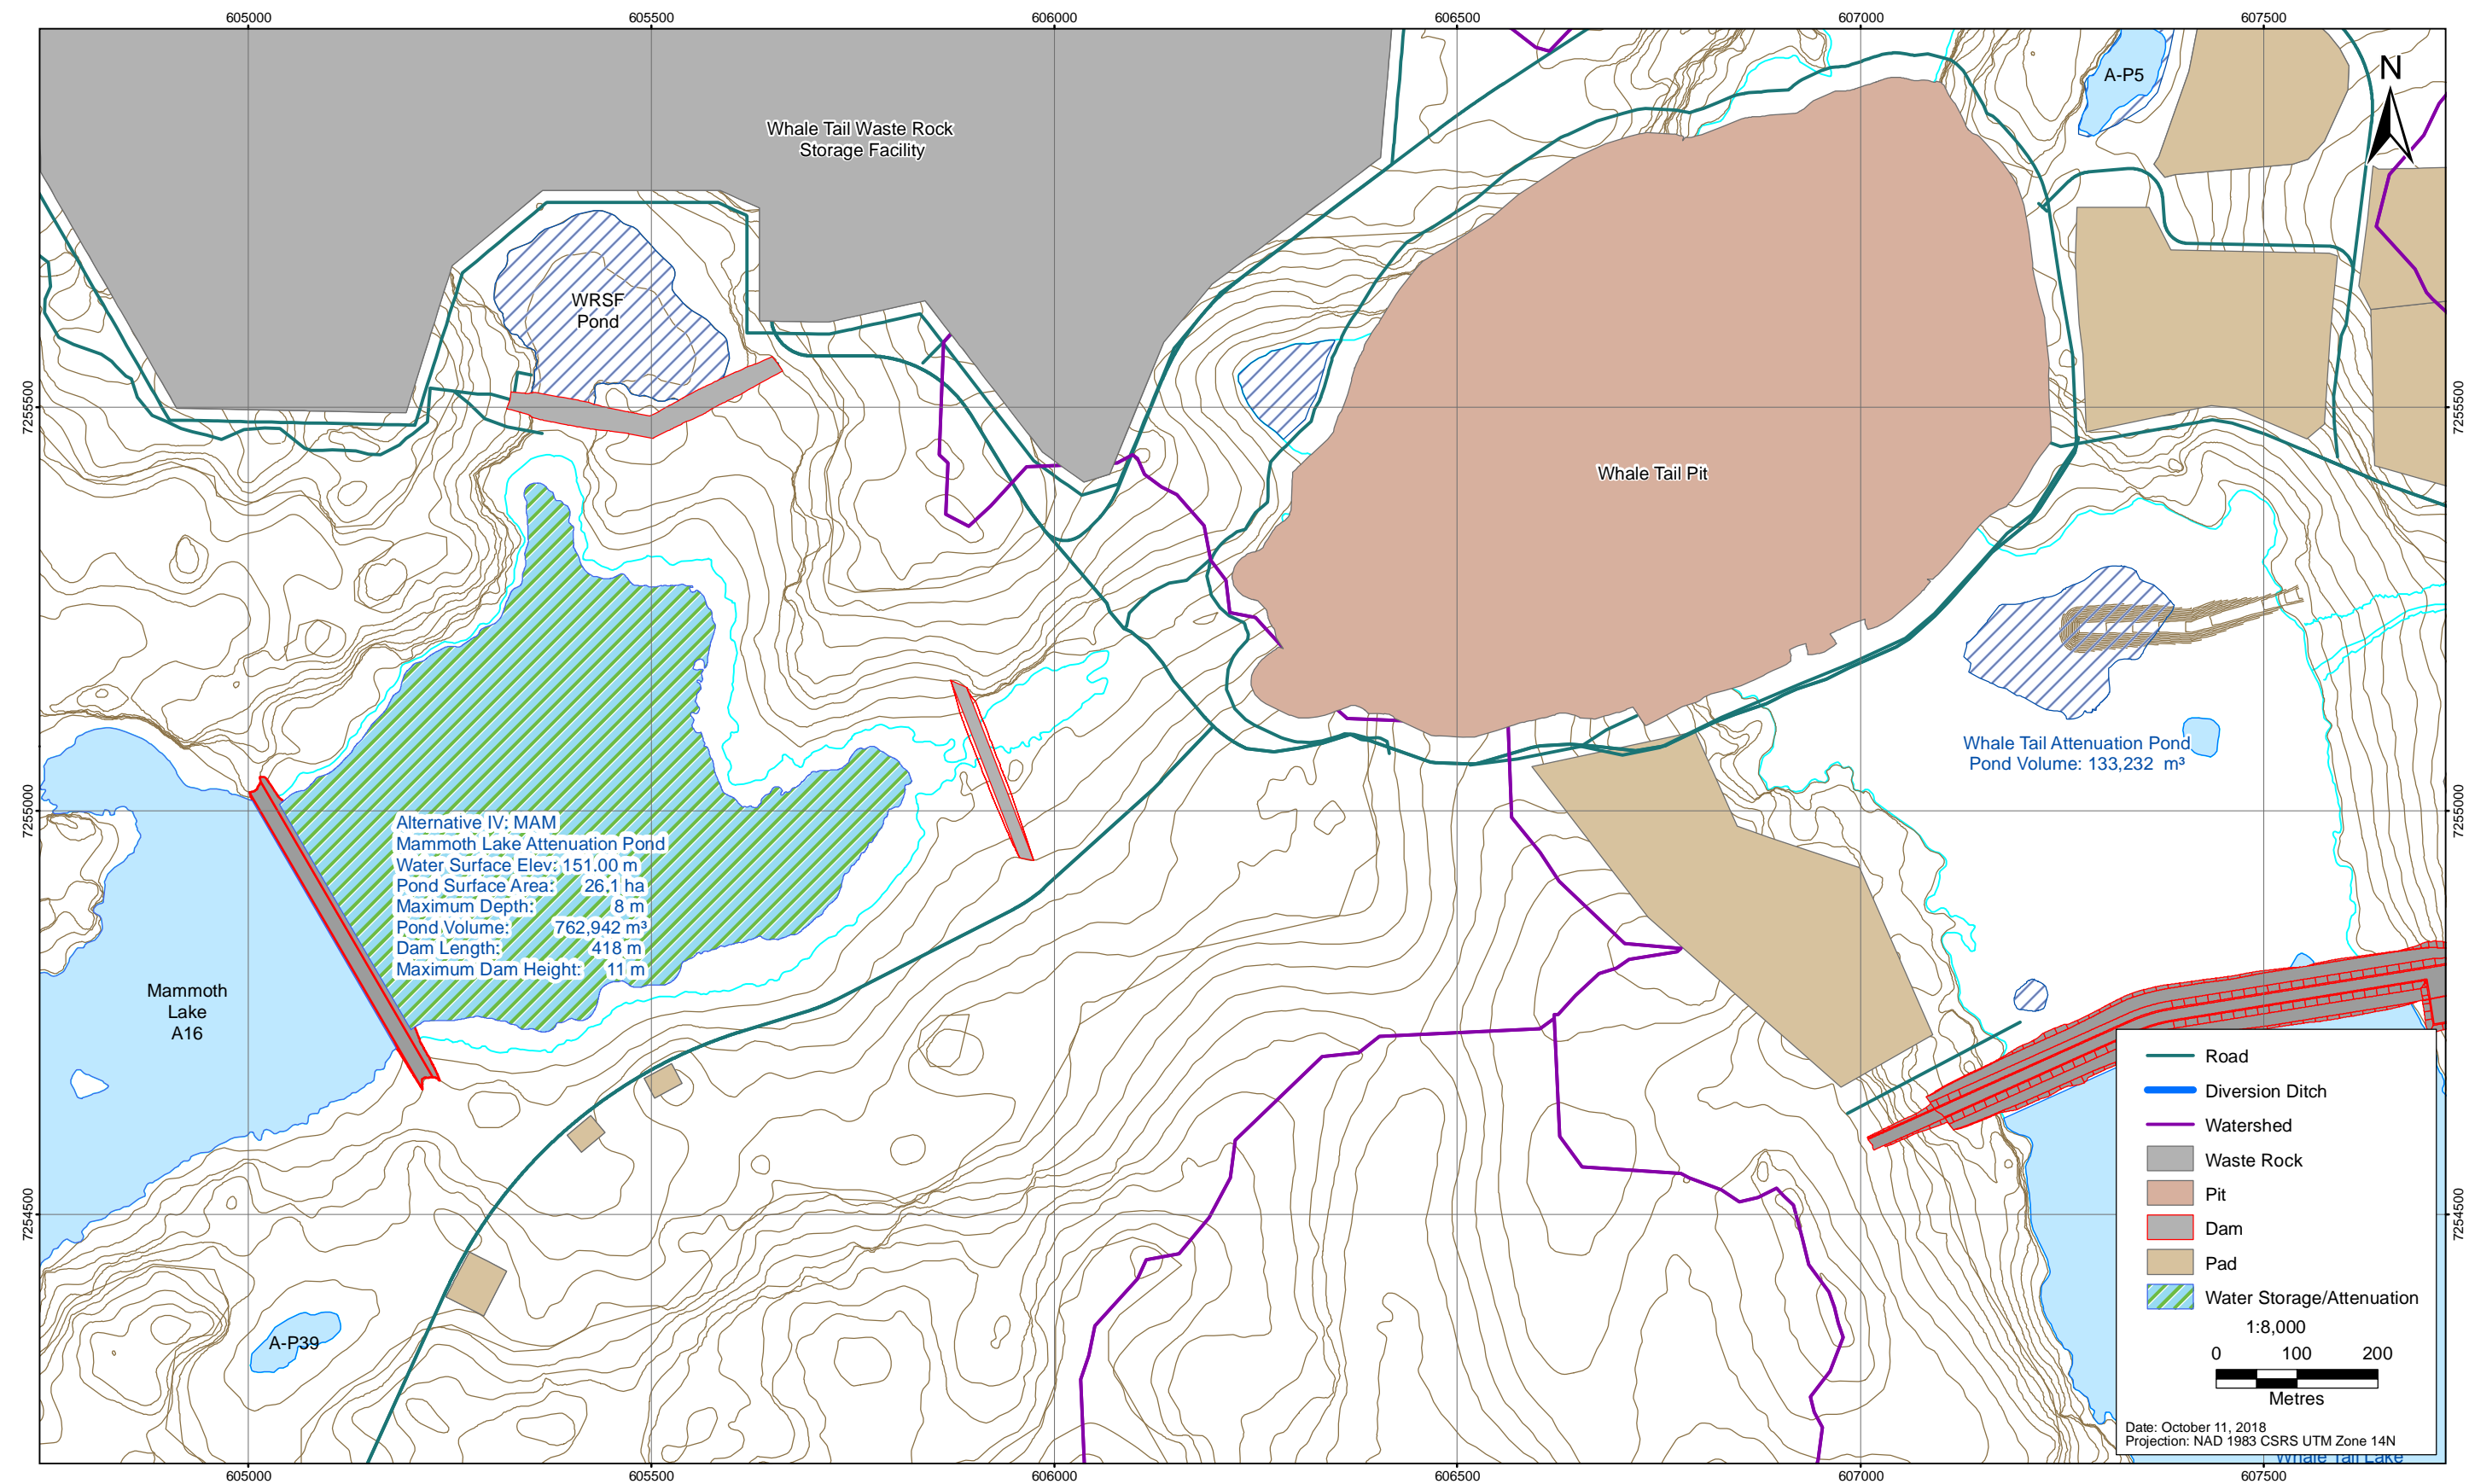 605000
605500
606000
606500
607000
607500
A-P5
N
Whale Tail Waste Rock
Storage Facility
WRSF
Pond
7255500
7255500
Whale Tail Pit
Whale Tail Attenuation Pond
Pond Volume: 133,232 m³
7255000
7255000
Alternative IV: MAM
Mammoth Lake Attenuation Pond
Water Surface Elev: 151.00 m
Pond Surface Area: 26.1 ha
Maximum Depth: 8 m
Pond Volume: 762,942 m³
Dam Length: 418 m
Maximum Dam Height: 11 m
Mammoth
Lake
A16
7254500
7254500
A-P39
Road
Diversion Ditch
Watershed
Waste Rock
Pit
Dam
Pad
Water Storage/Attenuation
1:8,000
0 100 200
Metres
Date: October 11, 2018
Projection: NAD 1983 CSRS UTM Zone 14N
Whale Tail Lake
605000
605500
606000
606500
607000
607500